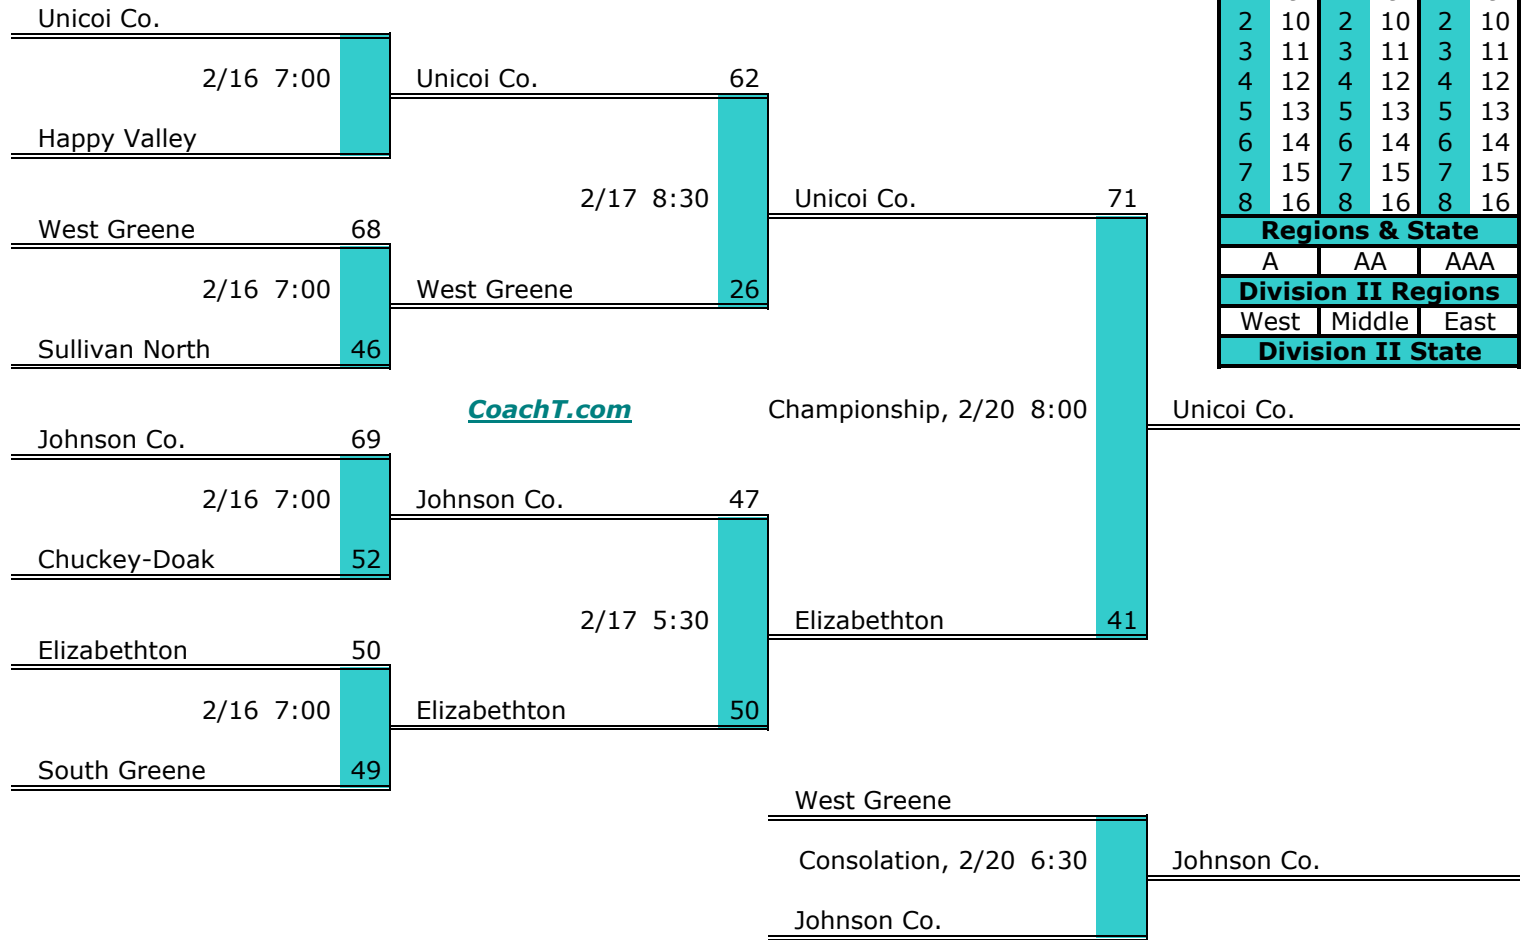 Unicoi Co.
2/16 7:00
Unicoi Co. 62
Happy Valley
2/17 8:30
Unicoi Co. 71
West Greene 68
2/16 7:00
West Greene 26
Sullivan North 46
CoachT.com
Championship, 2/20 8:00
Unicoi Co.
Johnson Co. 69
2/16 7:00
Johnson Co. 47
Chuckey-Doak 52
2/17 5:30
Elizabethton 41
Elizabethton 50
2/16 7:00
Elizabethton 50
South Greene 49
West Greene
Consolation, 2/20 6:30
Johnson Co.
Johnson Co.
2 10 2 10 2 10
3 11 3 11 3 11
4 12 4 12 4 12
5 13 5 13 5 13
6 14 6 14 6 14
7 15 7 15 7 15
8 16 8 16 8 16
Regions & State
A AA AAA
Division II Regions
West Middle East
Division II State